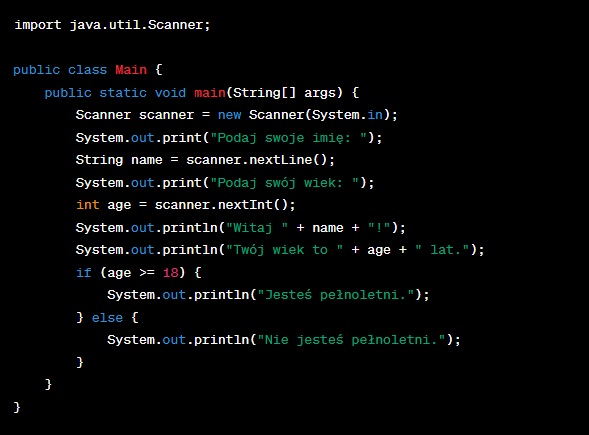 import java.util.Scanner;
public class Main {
public static void main(String[] args) {
Scanner scanner = new Scanner(System.in);
System.out.print("Podaj swoje imię: ");
String name = scanner.nextLine();
System.out.print("Podaj swój wiek: ");
int age = scanner.nextInt();
System.out.println("Witaj " + name + "!");
System.out.println("Twój wiek to " + age + " lat.");
if (age >= 18) {
System.out.println("Jesteś pełnoletni.");
} else {
System.out.println("Nie jesteś pełnoletni.");
}
}
}